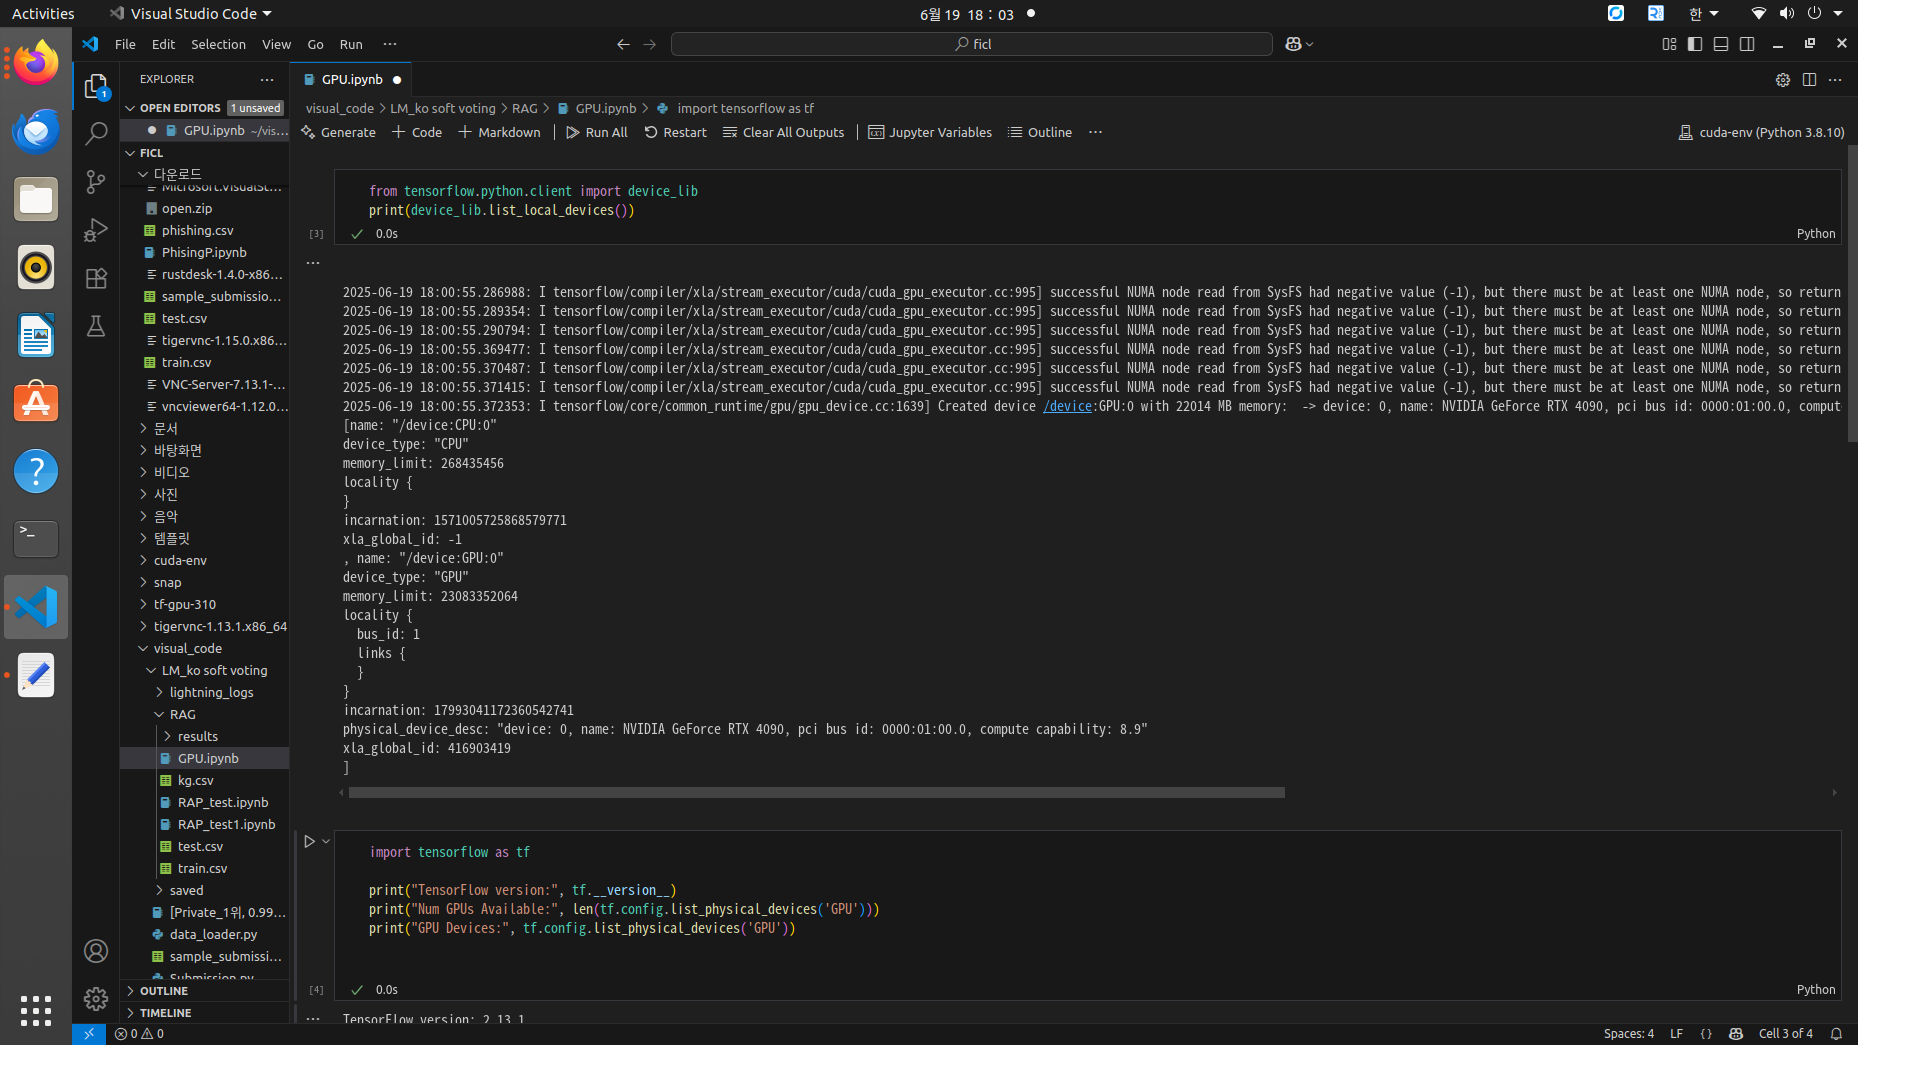 Activities
Visual Studio Code
6월 19 18 : 03
한
File Edit Selection View Go Run ···
ficl
EXPLORER ···
OPEN EDITORS 1 unsaved
GPU.ipynb ~/vis...
FICL
다운로드
Microsoft.VisualSt...
open.zip
phishing.csv
PhisingP.ipynb
rustdesk-1.4.0-x86...
sample_submissio...
test.csv
tigervnc-1.15.0.x86...
train.csv
VNC-Server-7.13.1-...
vncviewer64-1.12.0...
문서
바탕화면
비디오
사진
음악
템플릿
cuda-env
snap
tf-gpu-310
tigervnc-1.13.1.x86_64
visual_code
LM_ko soft voting
lightning_logs
RAG
results
GPU.ipynb
kg.csv
RAP_test.ipynb
RAP_test1.ipynb
test.csv
train.csv
saved
[Private_1위, 0.99...
data_loader.py
sample_submissi...
Submission.py
OUTLINE
TIMELINE
GPU.ipynb
visual_code > LM_ko soft voting > RAG > GPU.ipynb > import tensorflow as tf
Generate + Code + Markdown | Run All Restart Clear All Outputs | Jupyter Variables Outline ···
cuda-env (Python 3.8.10)
from tensorflow.python.client import device_lib
print(device_lib.list_local_devices())
[3] 0.0s Python
···
2025-06-19 18:00:55.286988: I tensorflow/compiler/xla/stream_executor/cuda/cuda_gpu_executor.cc:995] successful NUMA node read from SysFS had negative value (-1), but there must be at least one NUMA node, so return
2025-06-19 18:00:55.289354: I tensorflow/compiler/xla/stream_executor/cuda/cuda_gpu_executor.cc:995] successful NUMA node read from SysFS had negative value (-1), but there must be at least one NUMA node, so return
2025-06-19 18:00:55.290794: I tensorflow/compiler/xla/stream_executor/cuda/cuda_gpu_executor.cc:995] successful NUMA node read from SysFS had negative value (-1), but there must be at least one NUMA node, so return
2025-06-19 18:00:55.369477: I tensorflow/compiler/xla/stream_executor/cuda/cuda_gpu_executor.cc:995] successful NUMA node read from SysFS had negative value (-1), but there must be at least one NUMA node, so return
2025-06-19 18:00:55.370487: I tensorflow/compiler/xla/stream_executor/cuda/cuda_gpu_executor.cc:995] successful NUMA node read from SysFS had negative value (-1), but there must be at least one NUMA node, so return
2025-06-19 18:00:55.371415: I tensorflow/compiler/xla/stream_executor/cuda/cuda_gpu_executor.cc:995] successful NUMA node read from SysFS had negative value (-1), but there must be at least one NUMA node, so return
2025-06-19 18:00:55.372353: I tensorflow/core/common_runtime/gpu/gpu_device.cc:1639] Created device /device:GPU:0 with 22014 MB memory:  -> device: 0, name: NVIDIA GeForce RTX 4090, pci bus id: 0000:01:00.0, comput
[name: "/device:CPU:0"
device_type: "CPU"
memory_limit: 268435456
locality {
}
incarnation: 1571005725868579771
xla_global_id: -1
, name: "/device:GPU:0"
device_type: "GPU"
memory_limit: 23083352064
locality {
  bus_id: 1
  links {
  }
}
incarnation: 17993041172360542741
physical_device_desc: "device: 0, name: NVIDIA GeForce RTX 4090, pci bus id: 0000:01:00.0, compute capability: 8.9"
xla_global_id: 416903419
]
import tensorflow as tf
print("TensorFlow version:", tf.__version__)
print("Num GPUs Available:", len(tf.config.list_physical_devices('GPU')))
print("GPU Devices:", tf.config.list_physical_devices('GPU'))
[4] 0.0s Python
···
TensorFlow version: 2.13.1
0 0
Spaces: 4 LF {} Cell 3 of 4